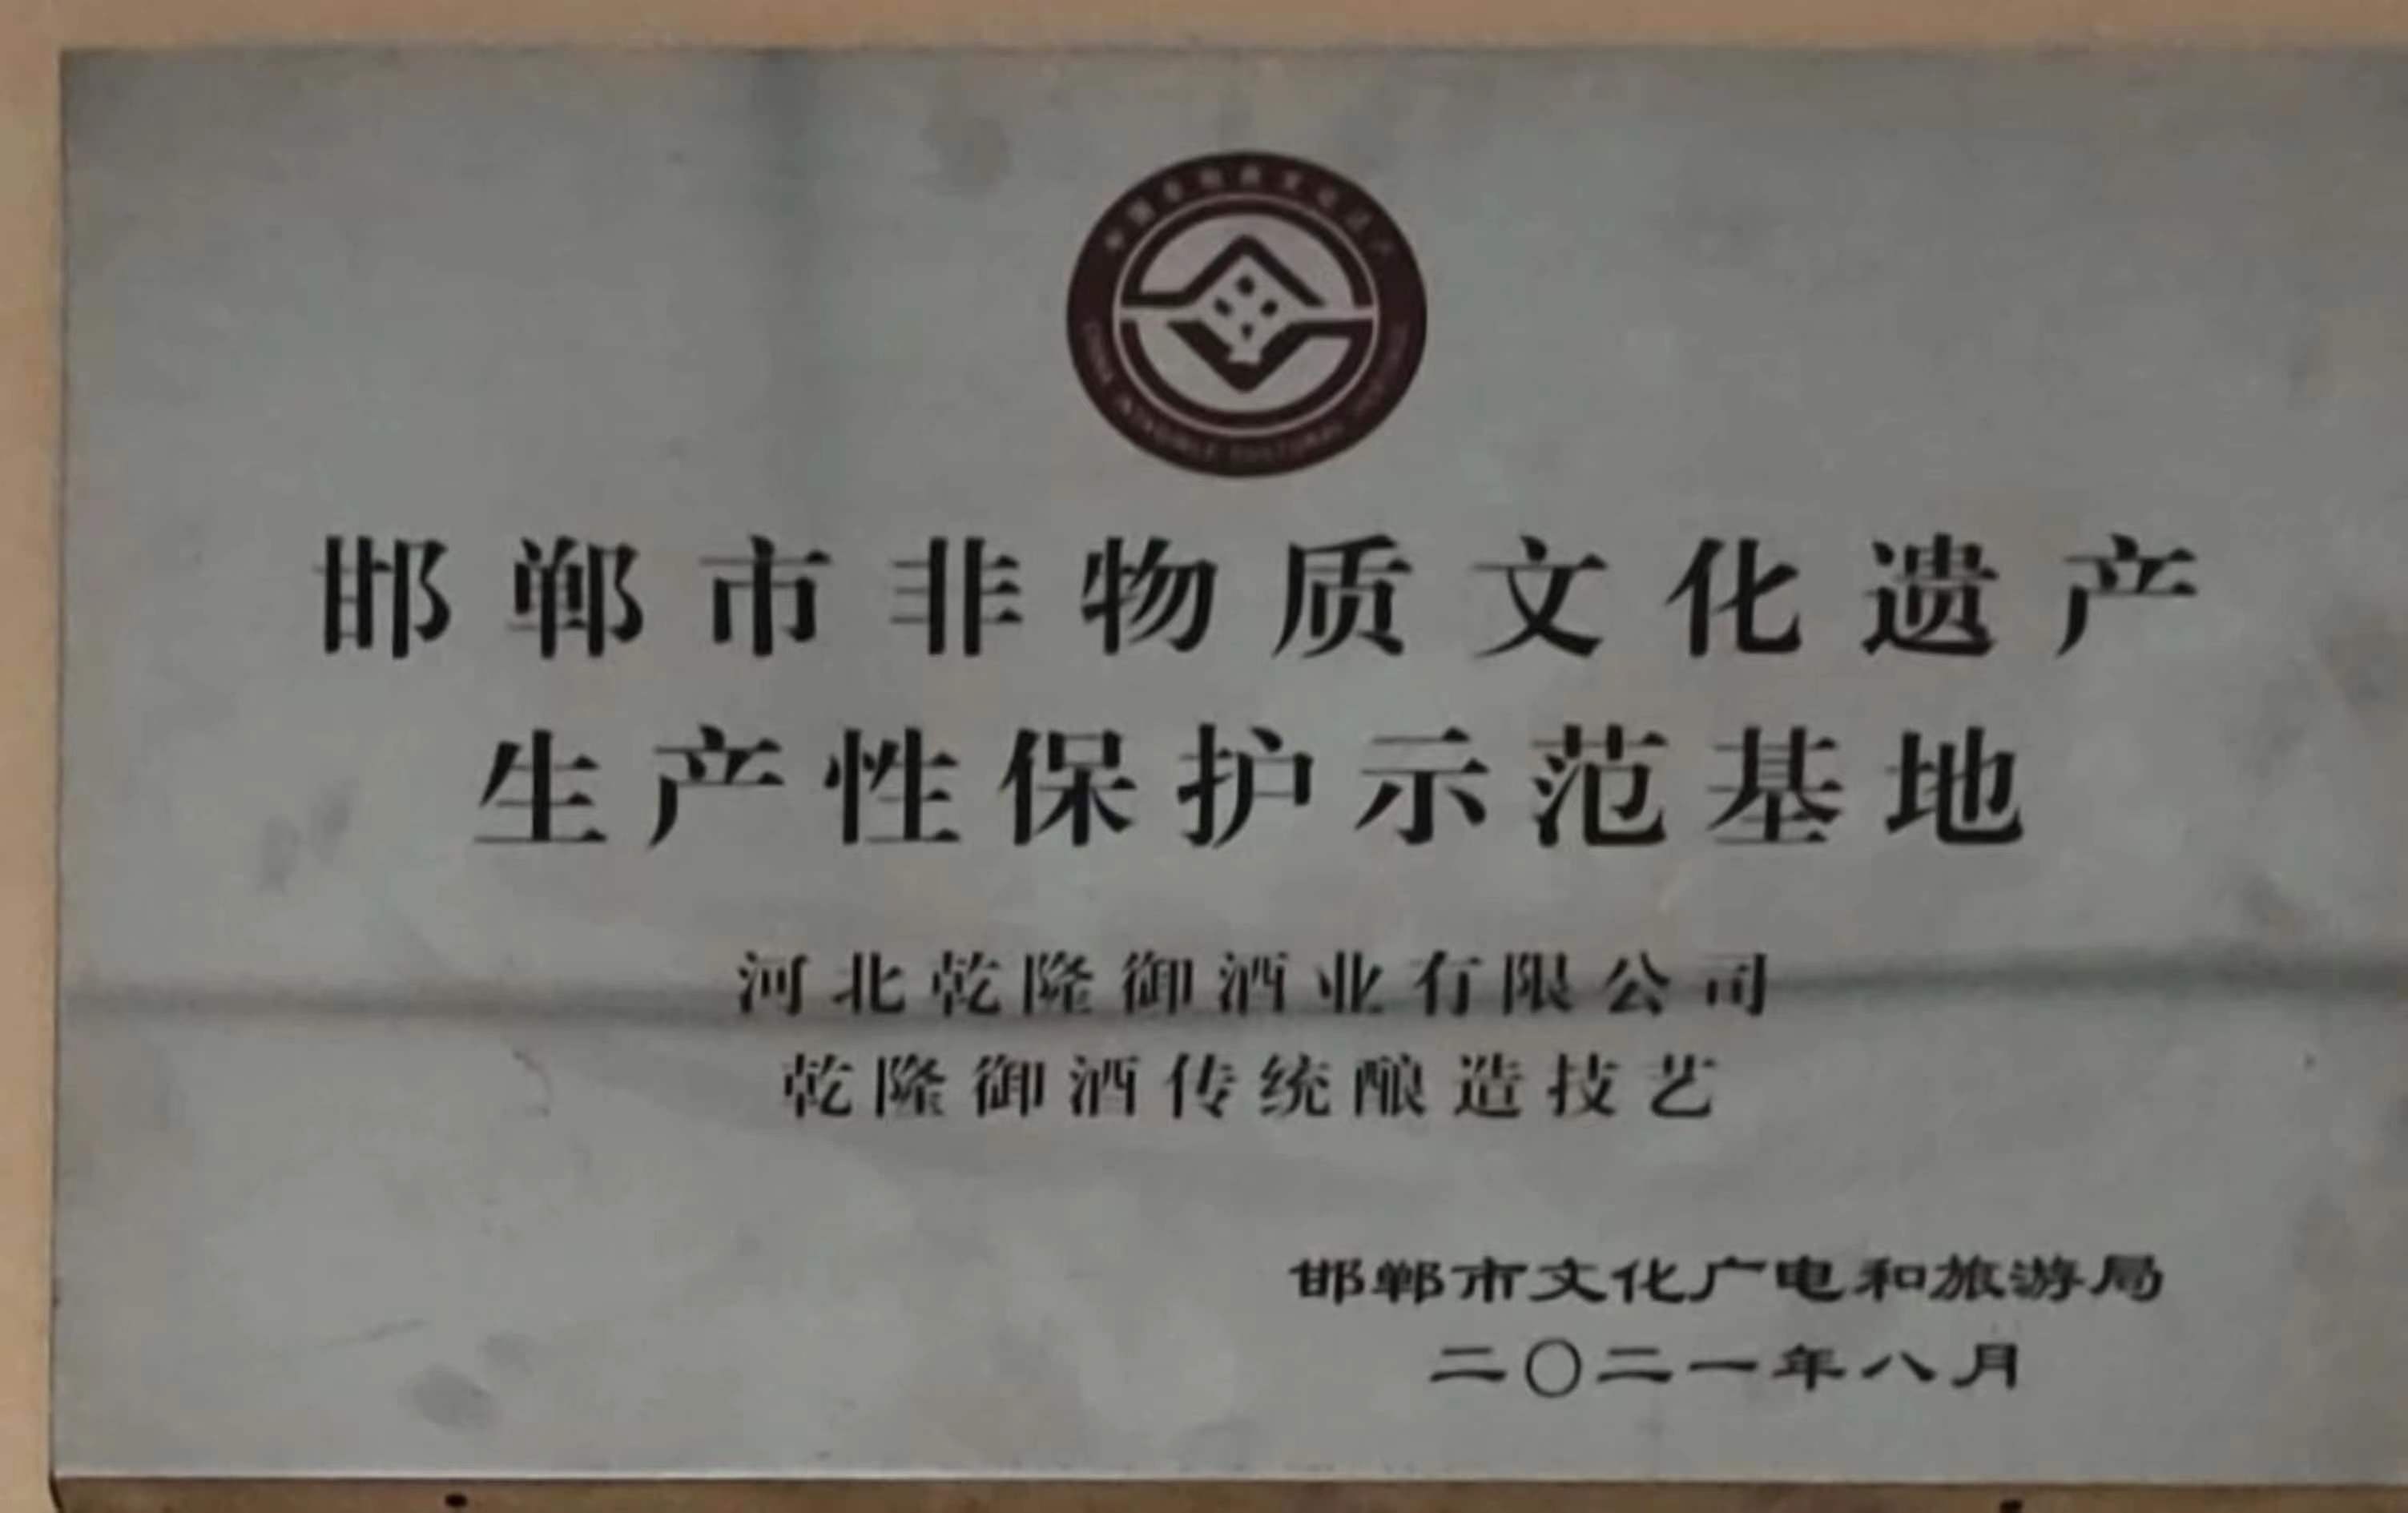 邯郸市非物质文化遗产
生产性保护示范基地
河北乾隆御酒业有限公司
乾隆御酒传统酿造技艺
邯郸市文化广电和旅游局
二〇二一年八月